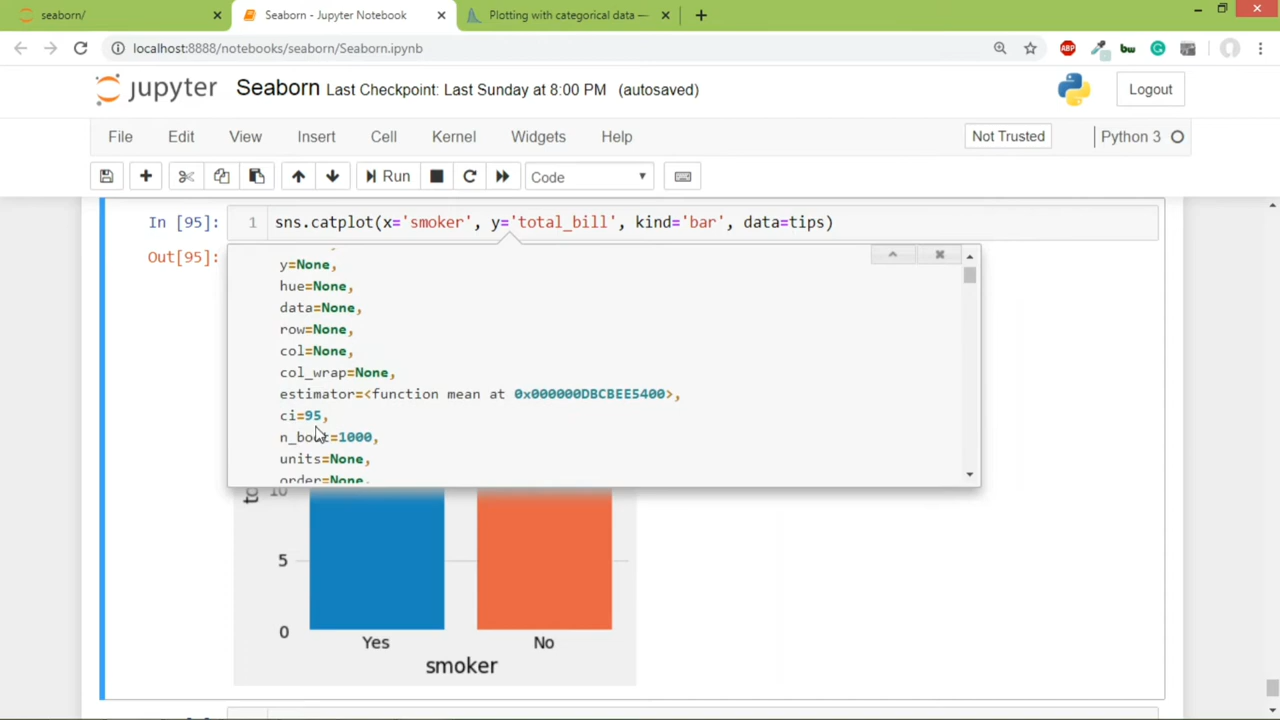 seaborn/
Seaborn - Jupyter Notebook
Plotting with categorical data —
localhost:8888/notebooks/seaborn/Seaborn.ipynb
ABP
bw
jupyter
Seaborn Last Checkpoint: Last Sunday at 8:00 PM (autosaved)
Logout
File Edit View Insert Cell Kernel Widgets Help
Not Trusted
Python 3
Run
Code
In [95]: 1 sns.catplot(x='smoker', y='total_bill', kind='bar', data=tips)
Out[95]:
y=None,
hue=None,
data=None,
row=None,
col=None,
col_wrap=None,
estimator=<function mean at 0x000000DBCBEE5400>,
ci=95,
n_boot=1000,
units=None,
order=None,
10
5
0
Yes No
smoker